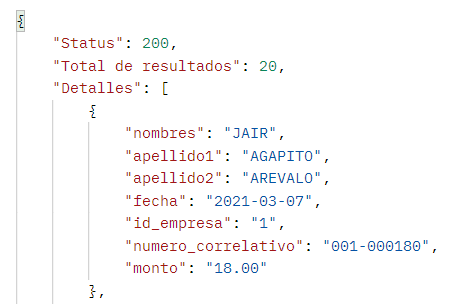 {
"Status": 200,
"Total de resultados": 20,
"Detalles": [
{
"nombres": "JAIR",
"apellido1": "AGAPITO",
"apellido2": "AREVALO",
"fecha": "2021-03-07",
"id_empresa": "1",
"numero_correlativo": "001-000180",
"monto": "18.00"
},